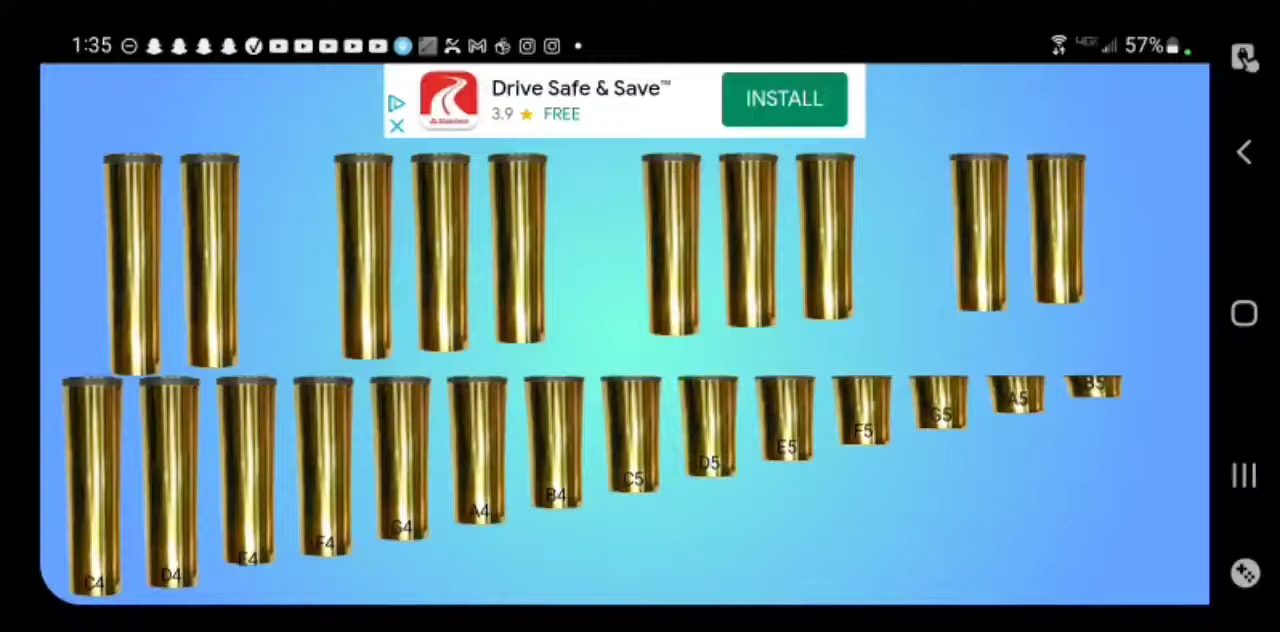 1:35
57%
Drive Safe & Save™
3.9 ★ FREE
INSTALL
C4 D4 E4 F4 G4 A4 B4 C5 D5 E5 F5 G5 A5 B5